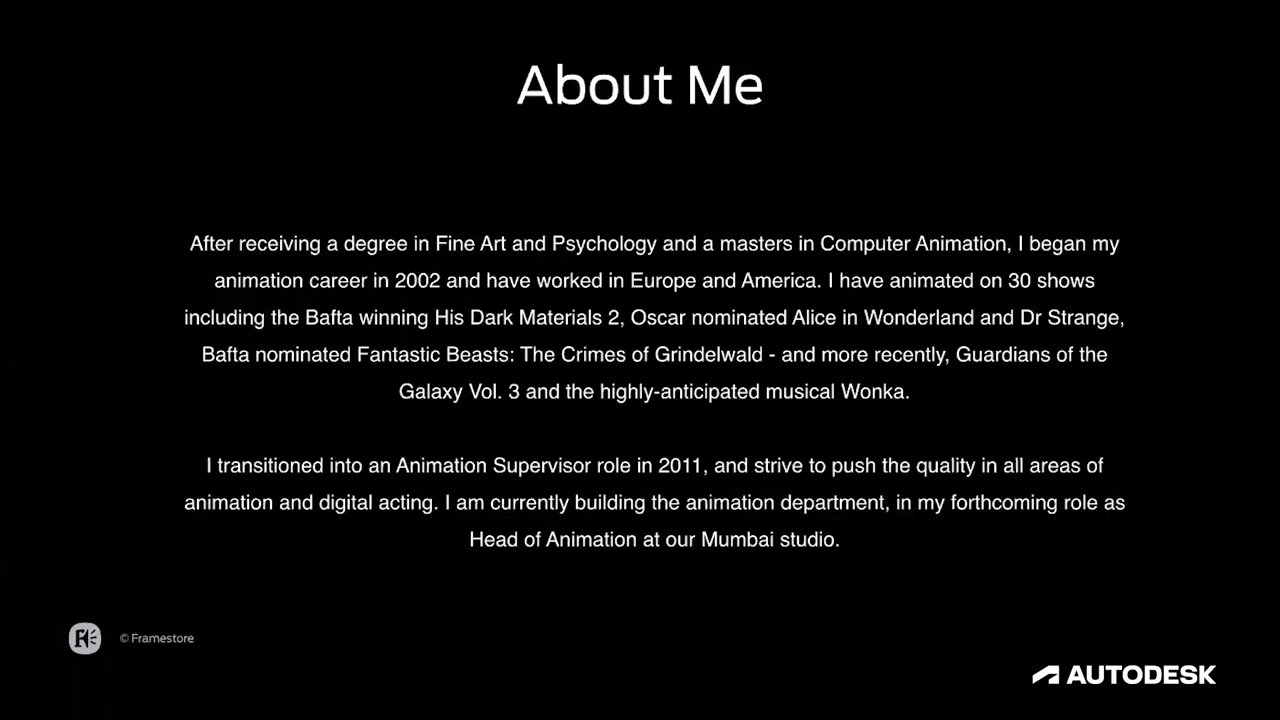 About Me
After receiving a degree in Fine Art and Psychology and a masters in Computer Animation, I began my
animation career in 2002 and have worked in Europe and America. I have animated on 30 shows
including the Bafta winning His Dark Materials 2, Oscar nominated Alice in Wonderland and Dr Strange,
Bafta nominated Fantastic Beasts: The Crimes of Grindelwald - and more recently, Guardians of the
Galaxy Vol. 3 and the highly-anticipated musical Wonka.
I transitioned into an Animation Supervisor role in 2011, and strive to push the quality in all areas of
animation and digital acting. I am currently building the animation department, in my forthcoming role as
Head of Animation at our Mumbai studio.
© Framestore
AUTODESK